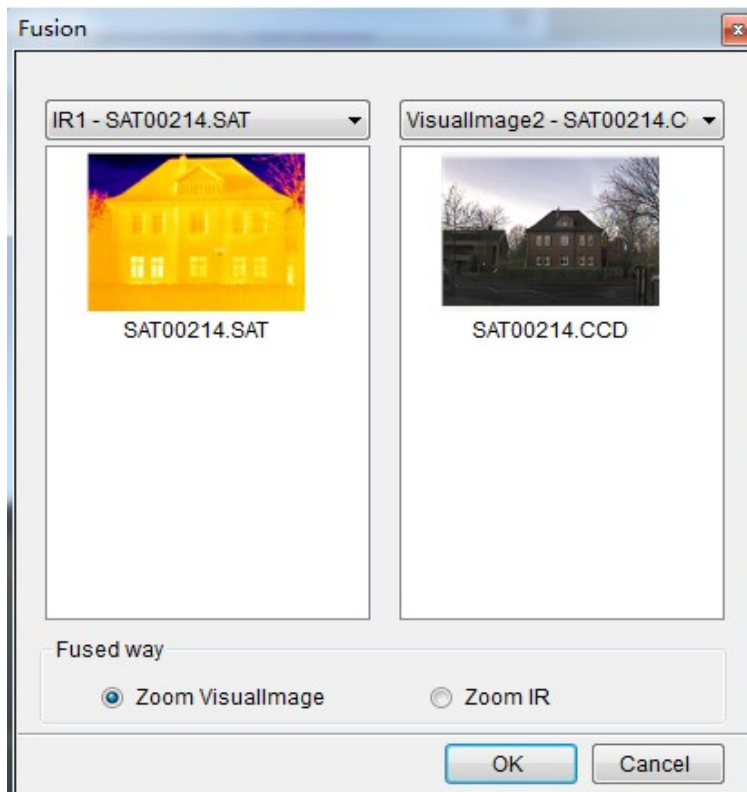 Fusion
IR1 - SAT00214.SAT
VisualImage2 - SAT00214.C
SAT00214.SAT
SAT00214.CCD
Fused way
Zoom VisualImage
Zoom IR
OK
Cancel